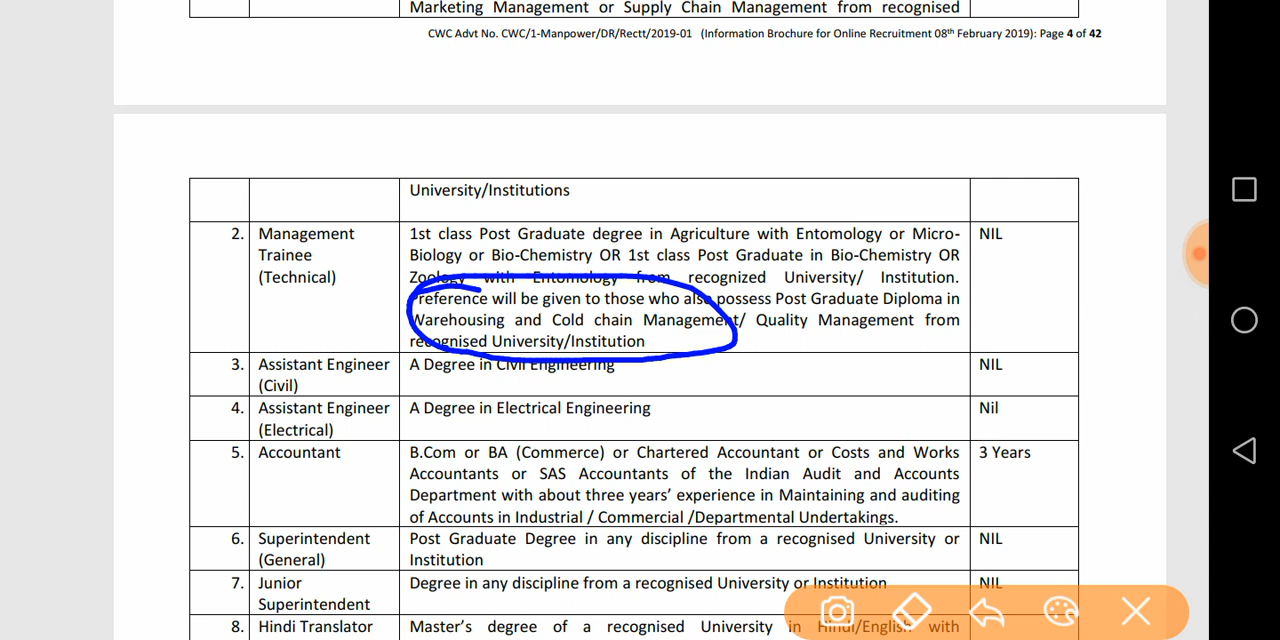 Marketing Management or Supply Chain Management from recognised
CWC Advt No. CWC/1-Manpower/DR/Rectt/2019-01 (Information Brochure for Online Recruitment 08th February 2019): Page 4 of 42
University/Institutions
2. Management Trainee (Technical)
1st class Post Graduate degree in Agriculture with Entomology or Micro-
Biology or Bio-Chemistry OR 1st class Post Graduate in Bio-Chemistry OR
Zoology with Entomology from recognized University/ Institution.
Preference will be given to those who also possess Post Graduate Diploma in
Warehousing and Cold chain Management/ Quality Management from
recognised University/Institution
NIL
3. Assistant Engineer (Civil)
A Degree in Civil Engineering
NIL
4. Assistant Engineer (Electrical)
A Degree in Electrical Engineering
Nil
5. Accountant
B.Com or BA (Commerce) or Chartered Accountant or Costs and Works
Accountants or SAS Accountants of the Indian Audit and Accounts
Department with about three years’ experience in Maintaining and auditing
of Accounts in Industrial / Commercial /Departmental Undertakings.
3 Years
6. Superintendent (General)
Post Graduate Degree in any discipline from a recognised University or
Institution
NIL
7. Junior Superintendent
Degree in any discipline from a recognised University or Institution
NIL
8. Hindi Translator
Master’s degree of a recognised University in Hindi/English with